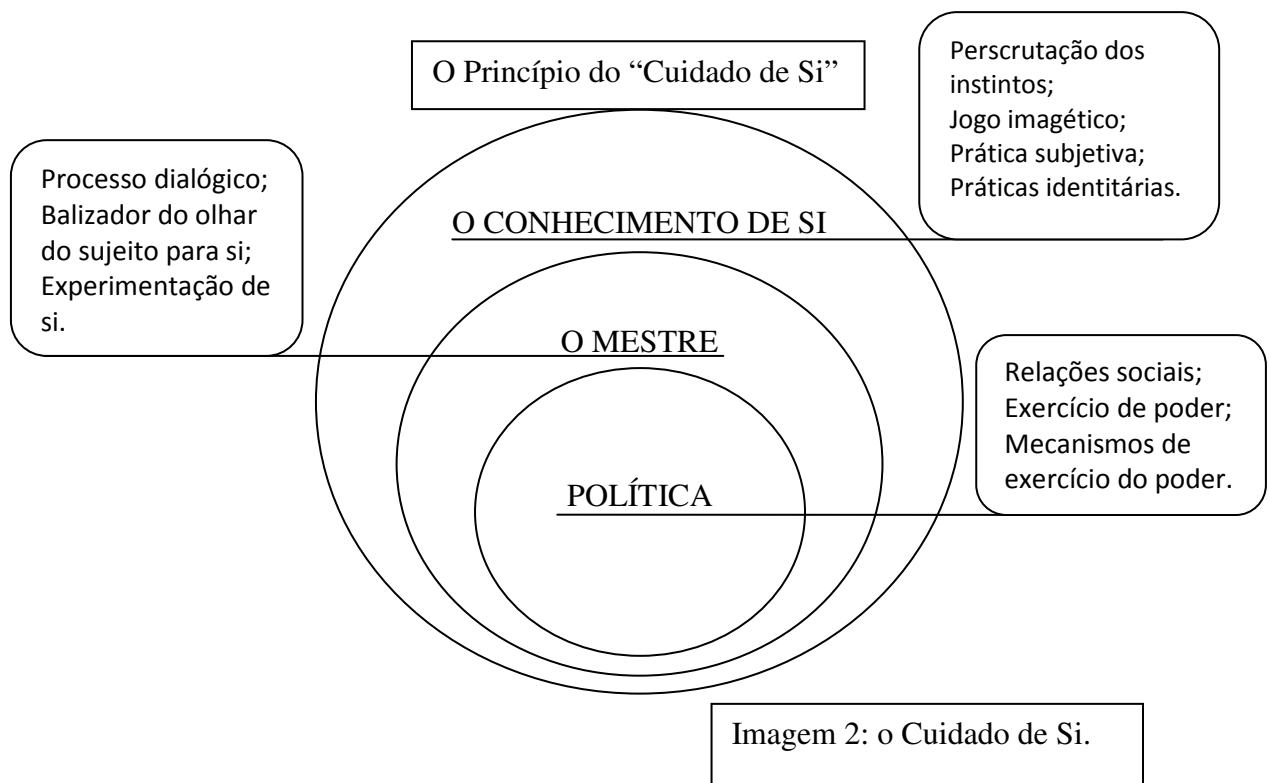 O Princípio do “Cuidado de Si”
Perscrutação dos
instintos;
Jogo imagético;
Prática subjetiva;
Práticas identitárias.
Processo dialógico;
Balizador do olhar
do sujeito para si;
Experimentação de
si.
O CONHECIMENTO DE SI
O MESTRE
Relações sociais;
Exercício de poder;
Mecanismos de
exercício do poder.
POLÍTICA
Imagem 2: o Cuidado de Si.